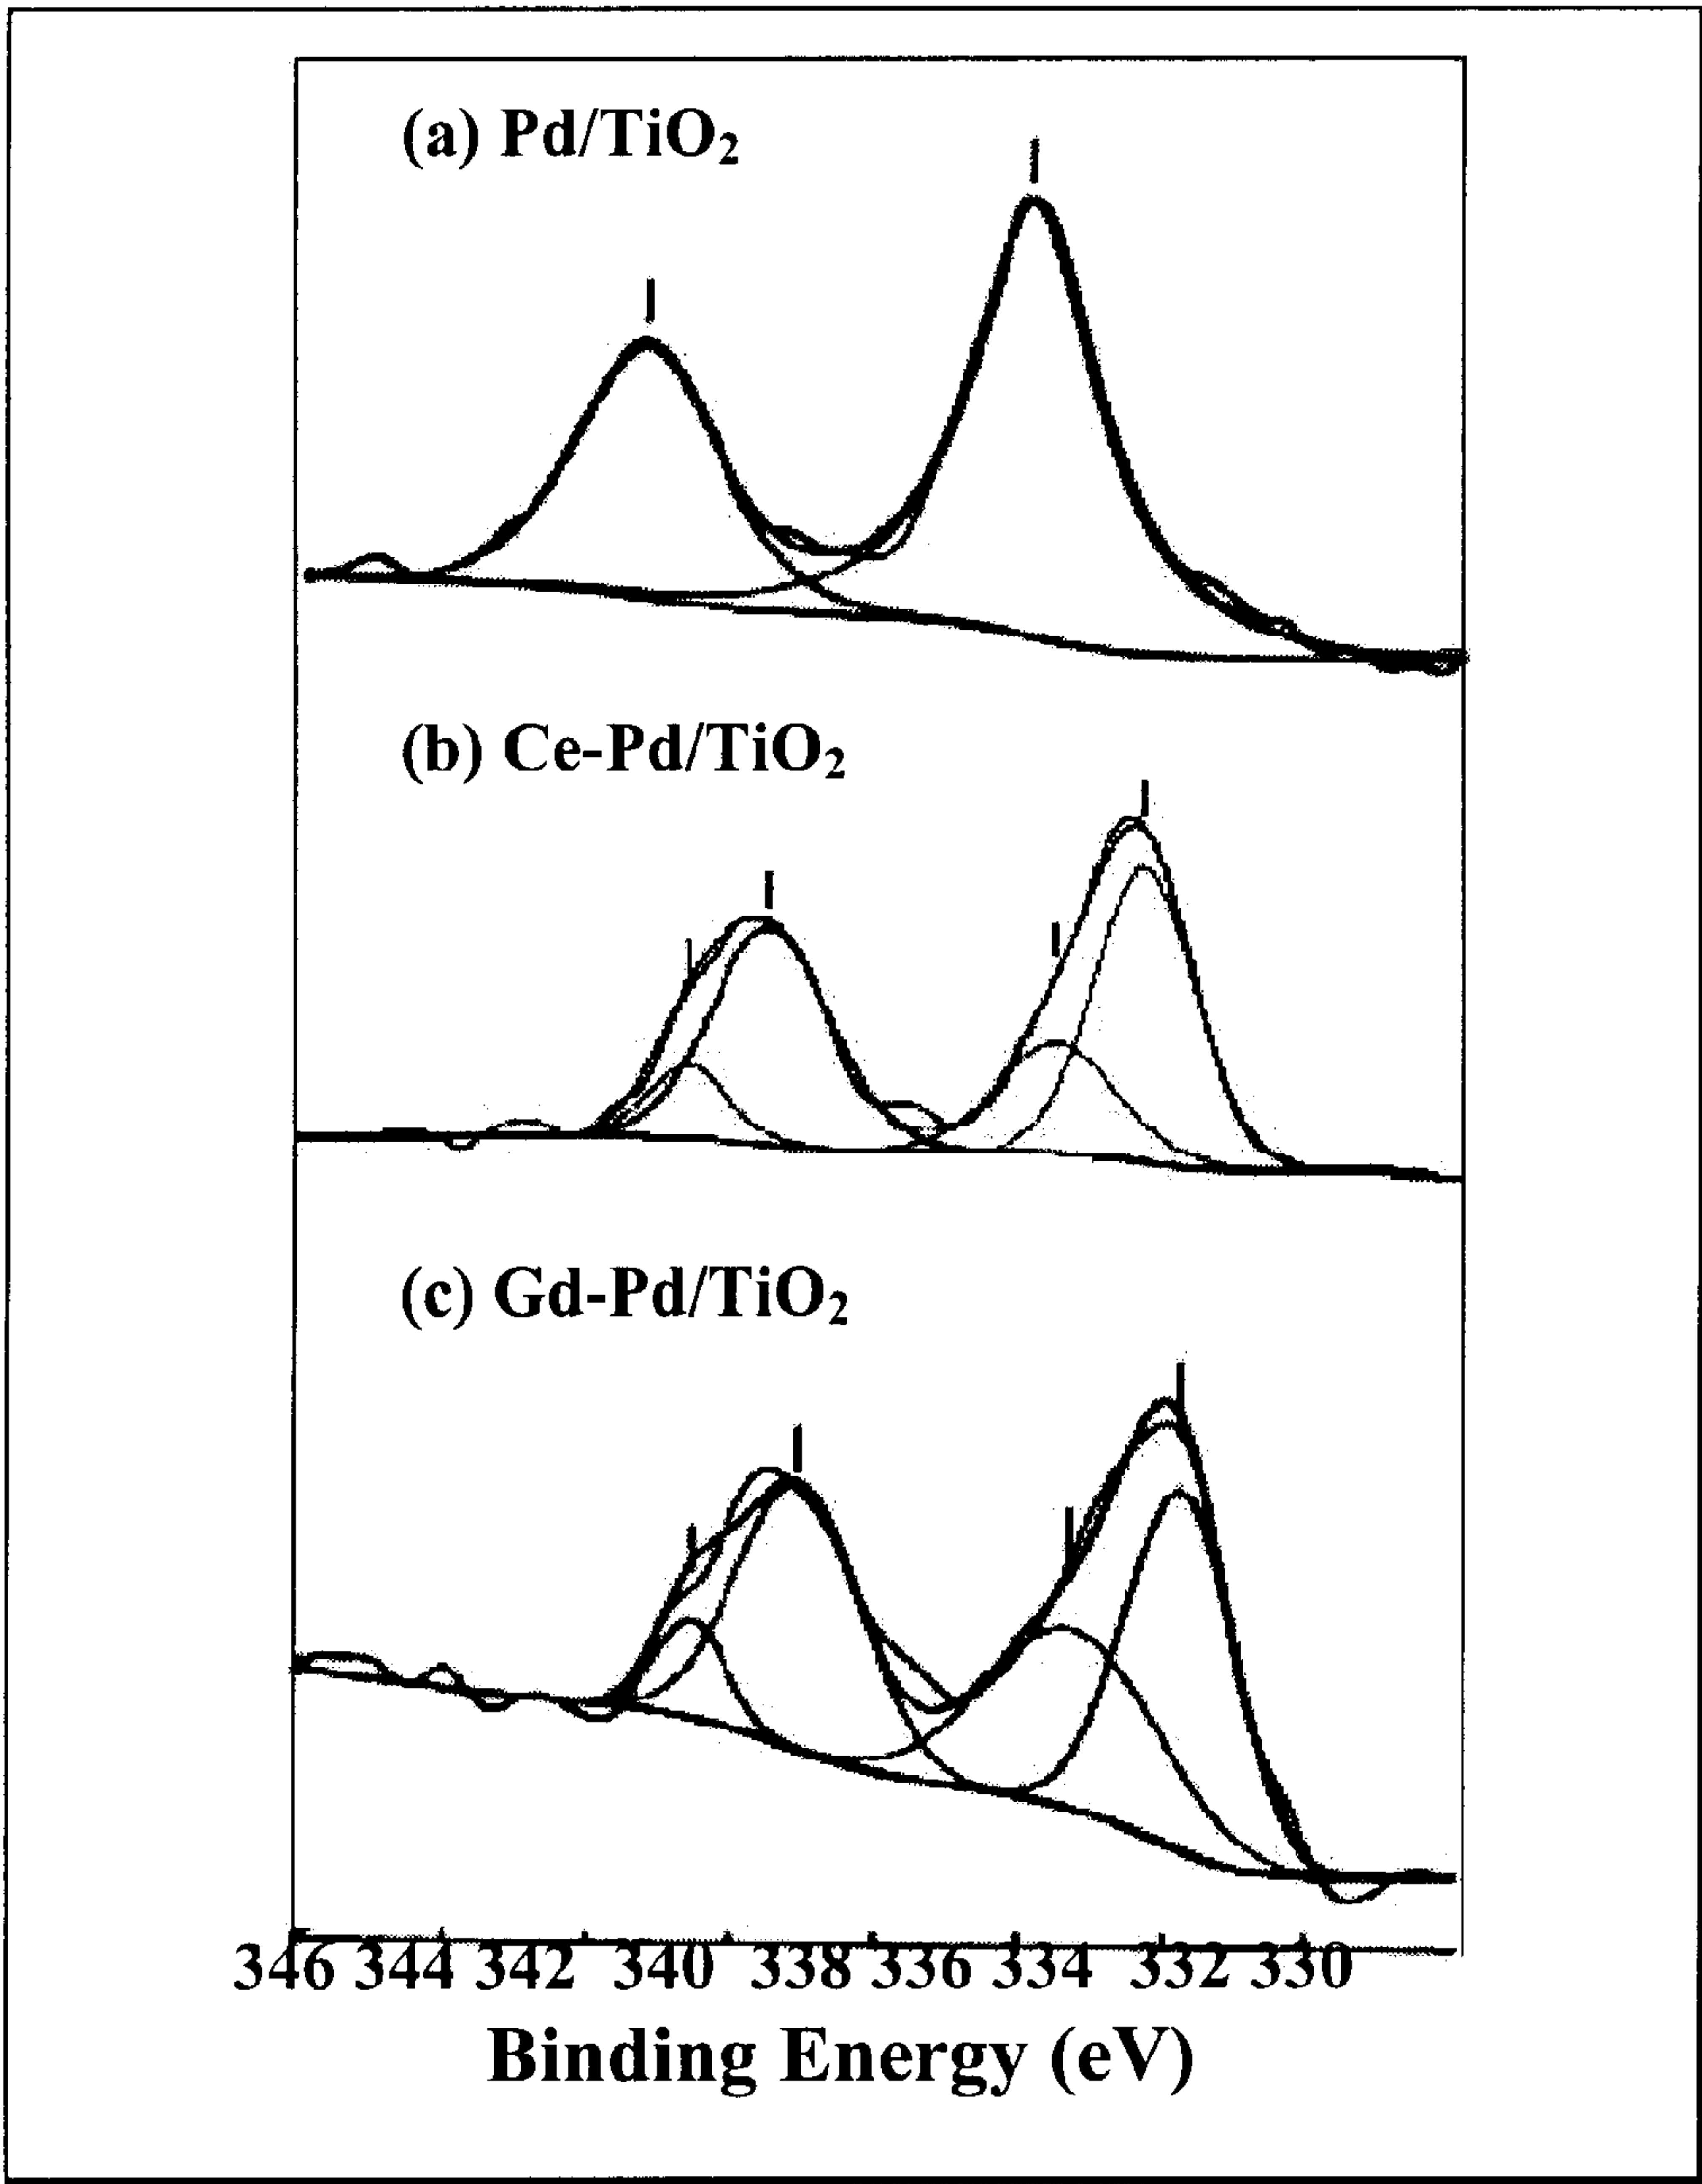 (a) Pd/TiO₂
(b) Ce-Pd/TiO₂
(c) Gd-Pd/TiO₂
346 344 342 340 338 336 334 332 330
Binding Energy (eV)